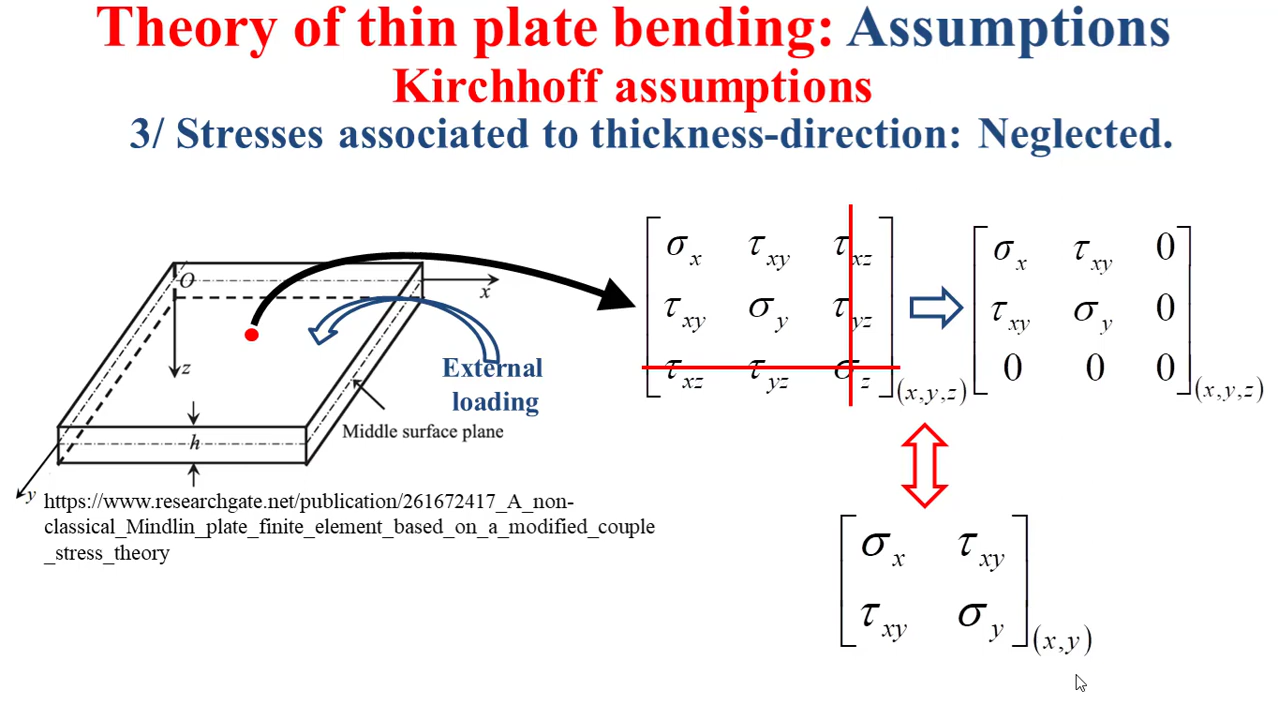 Theory of thin plate bending: Assumptions
Kirchhoff assumptions
3/ Stresses associated to thickness-direction: Neglected.
O
x
z
y
h
External
loading
Middle surface plane
https://www.researchgate.net/publication/261672417_A_non-
classical_Mindlin_plate_finite_element_based_on_a_modified_couple
_stress_theory
σx τxy τxz
τxy σy τyz
τxz τyz σz
(x,y,z)
σx τxy 0
τxy σy 0
0 0 0
(x,y,z)
σx τxy
τxy σy
(x,y)